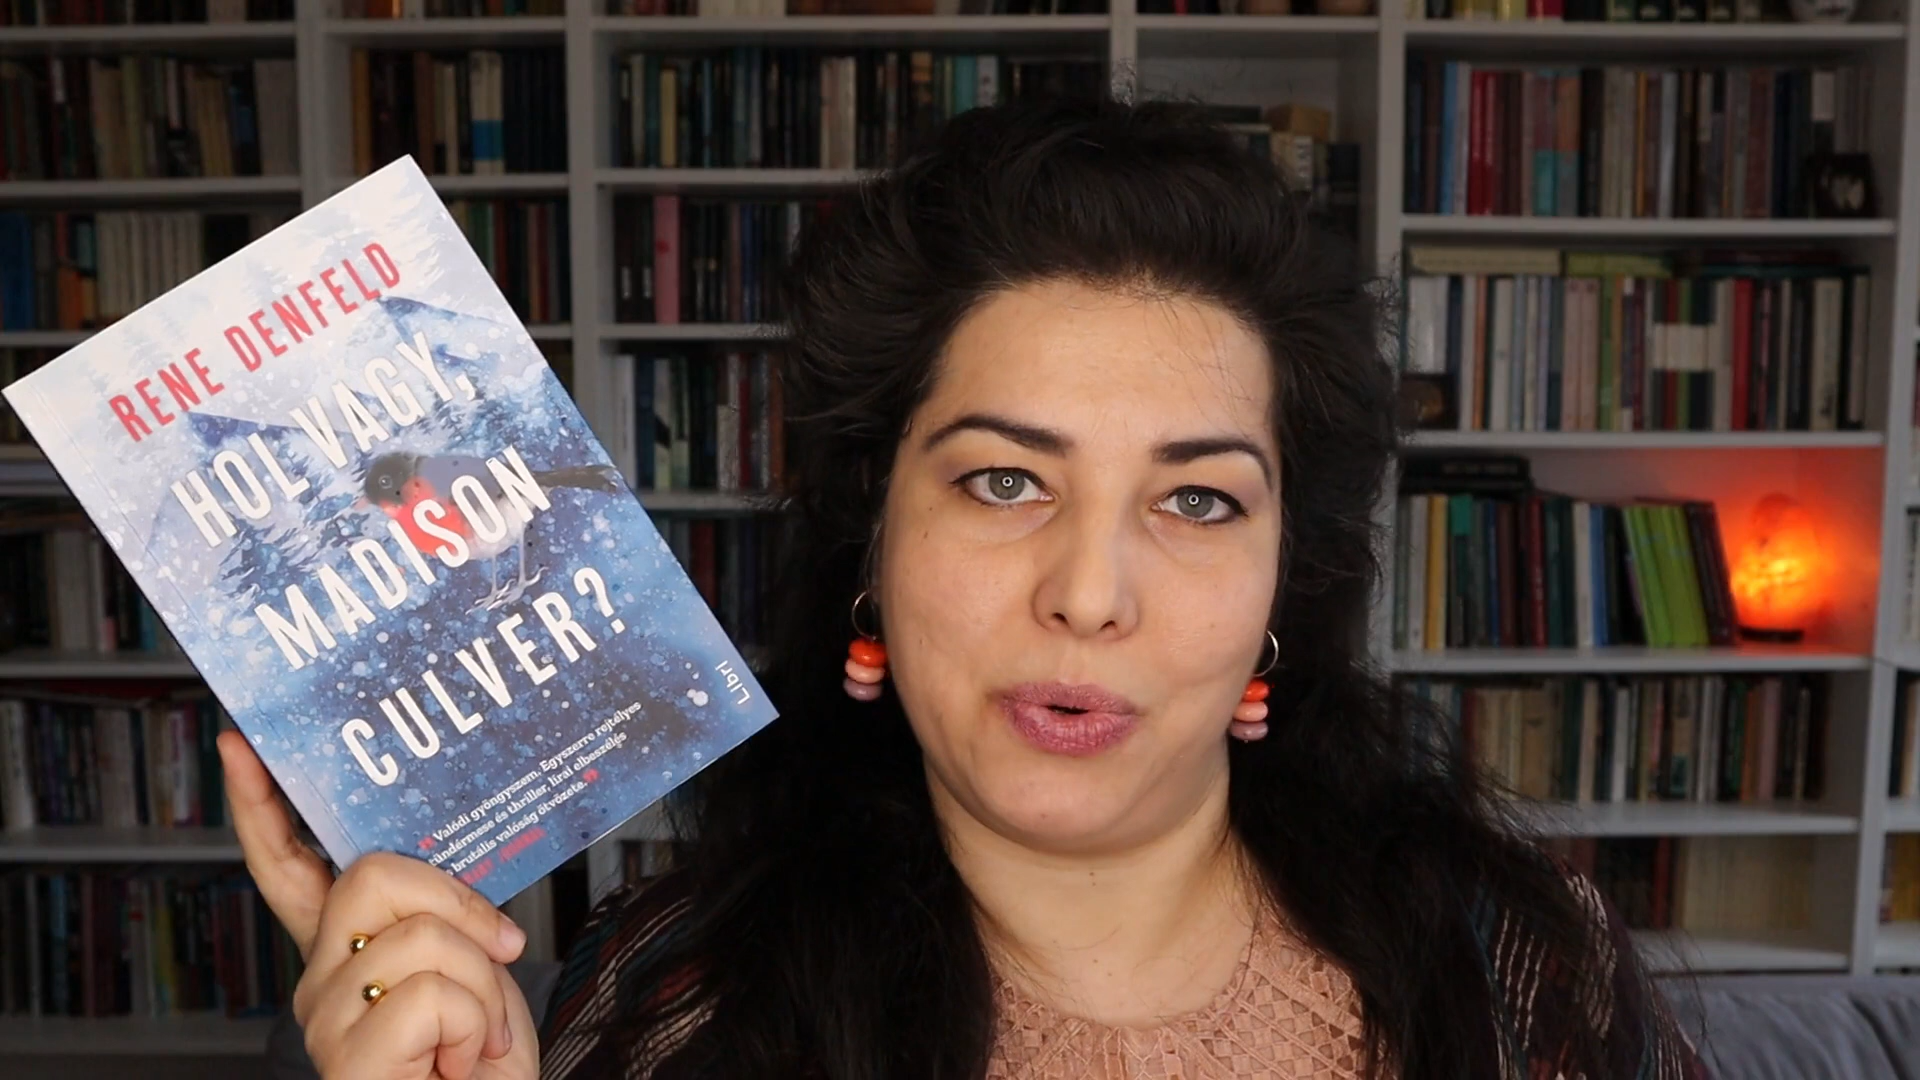 RENE DENFELD
HOL VAGY,
MADISON
CULVER?
Libri
„Valódi gyöngyszem. Egyszerre rejtélyes
tündérmese és thriller, lírai elbeszélés
brutális valóság ötvözete.”